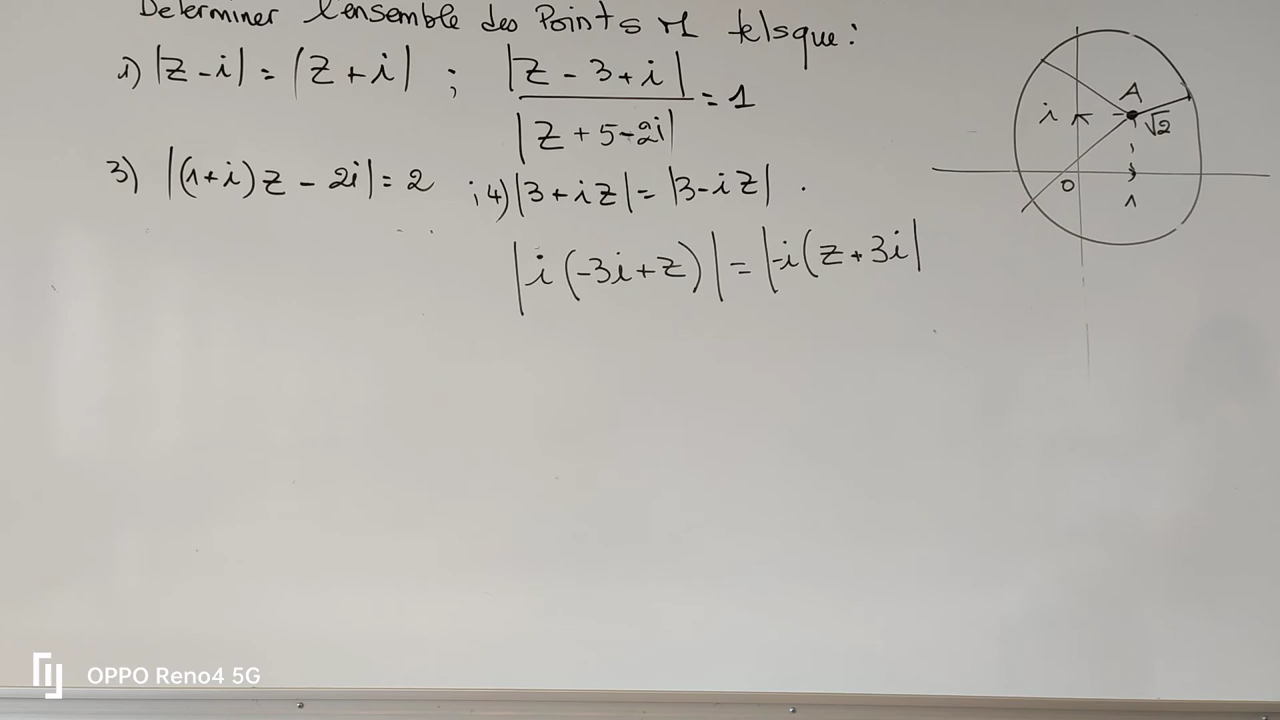 Determiner l'ensemble des Points M telsque :
1) |z - i| = |z + i| ; |z - 3 + i| / |z + 5 - 2i| = 1
3) |(1+i)z - 2i| = 2 ; 4) |3 + iz| = |3 - iz| .
|i(-3i + z)| = |-i(z + 3i|
A
i
√2
O
1
OPPO Reno4 5G